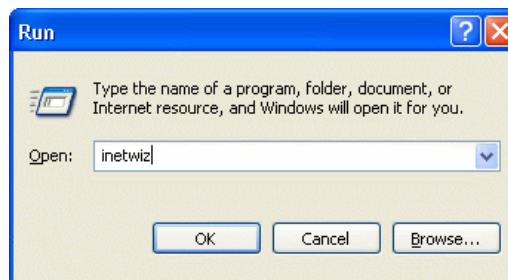 Run
Type the name of a program, folder, document, or
Internet resource, and Windows will open it for you.
Open: inetwiz
OK Cancel Browse...